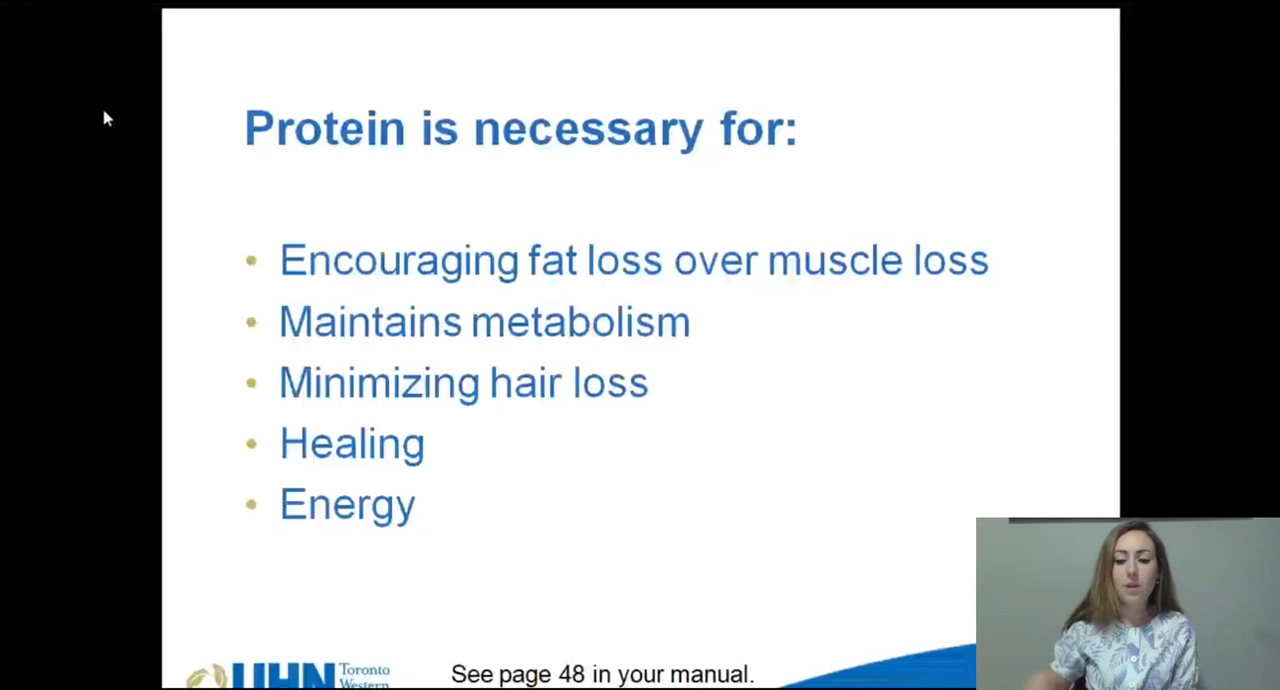 Protein is necessary for:
Encouraging fat loss over muscle loss
Maintains metabolism
Minimizing hair loss
Healing
Energy
UHN Toronto
Western
See page 48 in your manual.